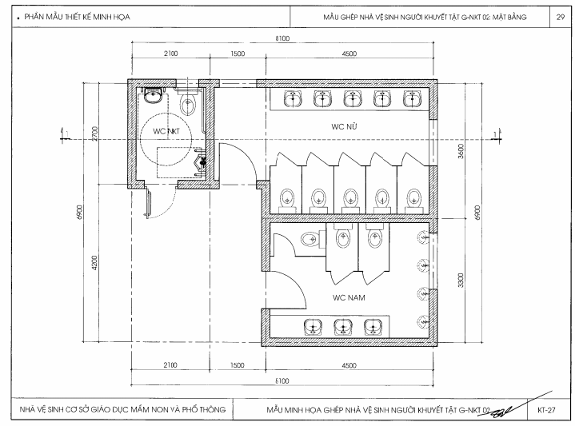 • PHẦN MẪU THIẾT KẾ MINH HỌA
MẪU GHÉP NHÀ VỆ SINH NGƯỜI KHUYẾT TẬT G-NKT 02: MẶT BẰNG
29
8100
2100 1500 4500
WC NKT
WC NỮ
1 1
2700
6900
4200
3600
6900
3300
WC NAM
2100 1500 4500
8100
NHÀ VỆ SINH CƠ SỞ GIÁO DỤC MẦM NON VÀ PHỔ THÔNG
MẪU MINH HỌA GHÉP NHÀ VỆ SINH NGƯỜI KHUYẾT TẬT G-NKT 02
KT-27